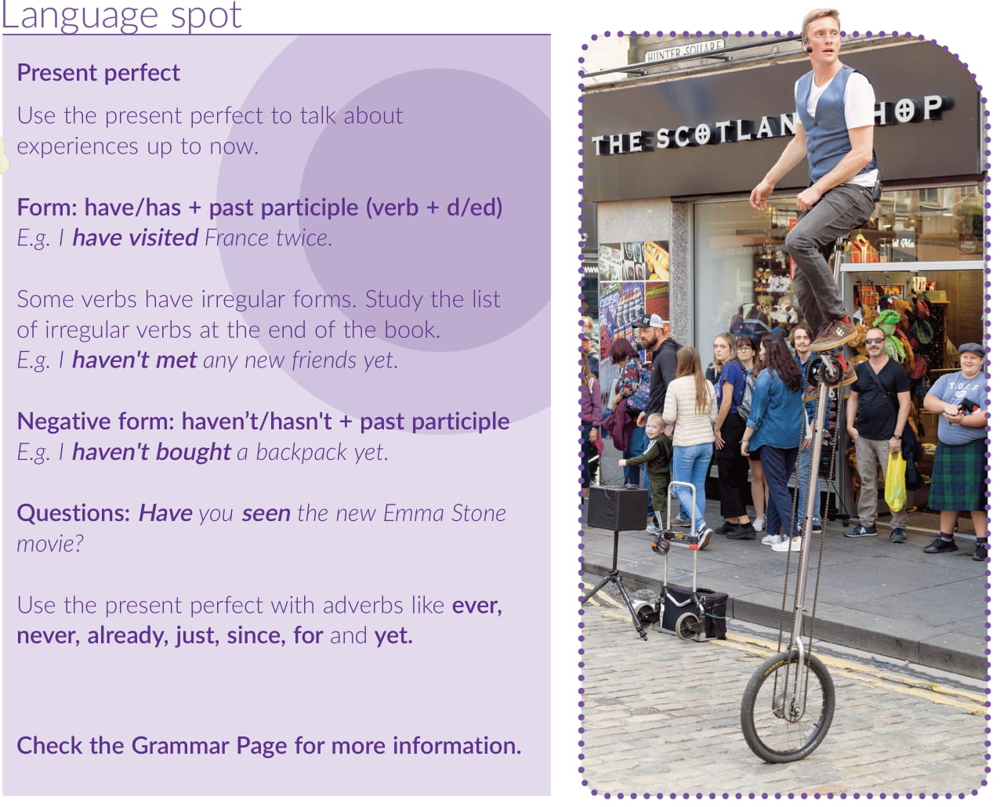 Language spot
Present perfect
Use the present perfect to talk about
experiences up to now.
Form: have/has + past participle (verb + d/ed)
E.g. I have visited France twice.
Some verbs have irregular forms. Study the list
of irregular verbs at the end of the book.
E.g. I haven't met any new friends yet.
Negative form: haven’t/hasn't + past participle
E.g. I haven't bought a backpack yet.
Questions: Have you seen the new Emma Stone
movie?
Use the present perfect with adverbs like ever,
never, already, just, since, for and yet.
Check the Grammar Page for more information.
HUNTER SQUARE
THE SCOTLAN HOP
www
T.G.I.F